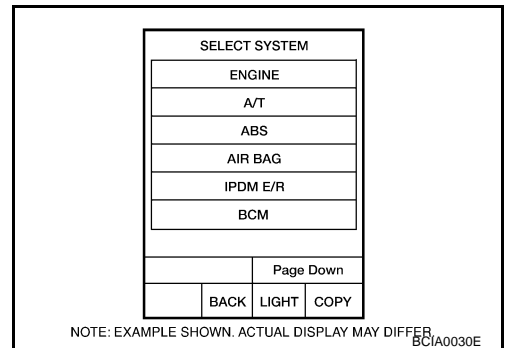 SELECT SYSTEM
ENGINE
A/T
ABS
AIR BAG
IPDM E/R
BCM
Page Down
BACK LIGHT COPY
NOTE: EXAMPLE SHOWN. ACTUAL DISPLAY MAY DIFFER.
BCIA0030E